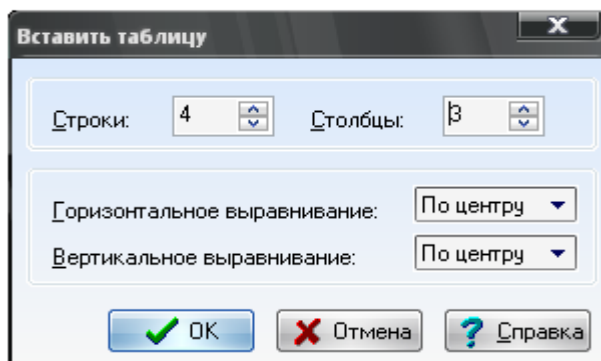 Вставить таблицу
Строки: 4 Столбцы: 3
Горизонтальное выравнивание: По центру
Вертикальное выравнивание: По центру
OK Отмена Справка